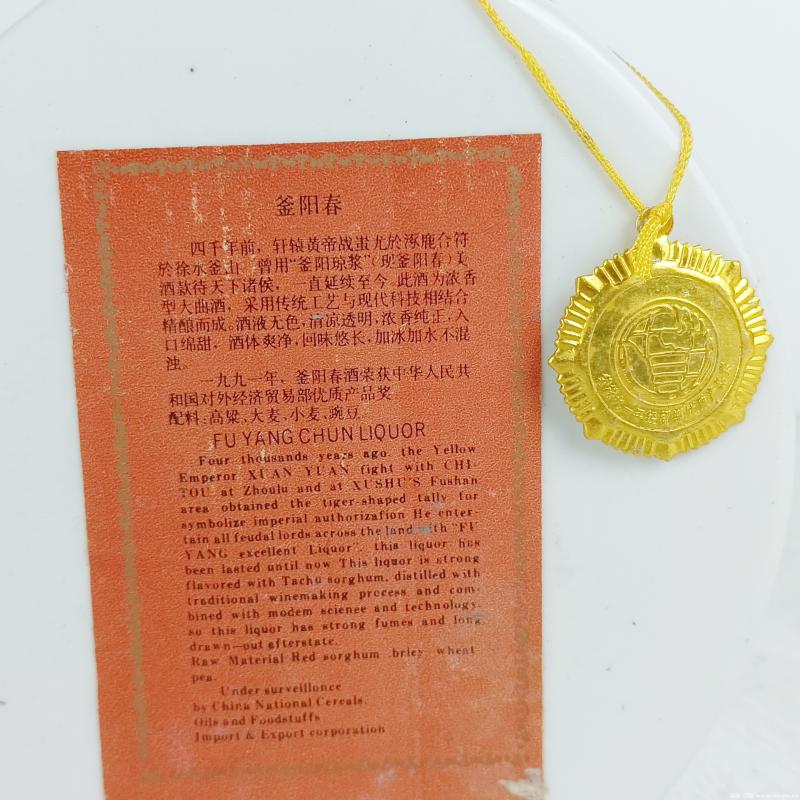 釜阳春
四千年前，轩辕黄帝战蚩尤於涿鹿合符
於徐水釜山，曾用“釜阳琼浆”（现釜阳春）美
酒款待天下诸侯，一直延续至今，此酒为浓香
型大曲酒，采用传统工艺与现代科技相结合
精酿而成。酒液无色，清凉透明，浓香纯正，入
口绵甜，酒体爽净，回味悠长，加冰加水不混
浊。
一九九一年，釜阳春酒荣获中华人民共
和国对外经济贸易部优质产品奖
配料：高粱、大麦、小麦、豌豆。
FU YANG CHUN LIQUOR
Four thousands years ago, the Yellow
Emperor XUAN YUAN fight with CHI-
TOU at Zhoulu and at XUSHU'S Fushan
area obtained the tiger-shaped tally for
symbolize imperial authorizafion He enter-
tain all feudal lords across the land with "FU
YANG excellent Liquor", this liquor has
been lasted until now This liquor is strong
flavored with Tachu sorghum, distilled with
traditional winemaking process and com-
bined with modem scienee and technology.
so this liquor has strong fumes and long
drawn—out afterstate.
Raw Material Red sorghum briey wheat
pea.
Under surveillonce
by China National Cereals,
Oils and Foodstuffs
Import & Export corporation